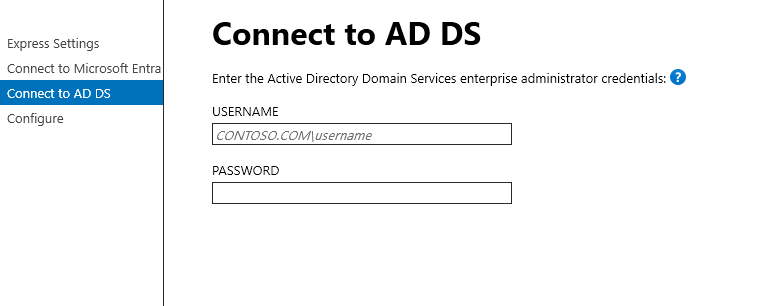 Connect to AD DS
Express Settings
Connect to Microsoft Entra
Connect to AD DS
Configure
Enter the Active Directory Domain Services enterprise administrator credentials: ?
USERNAME
CONTOSO.COM\username
PASSWORD